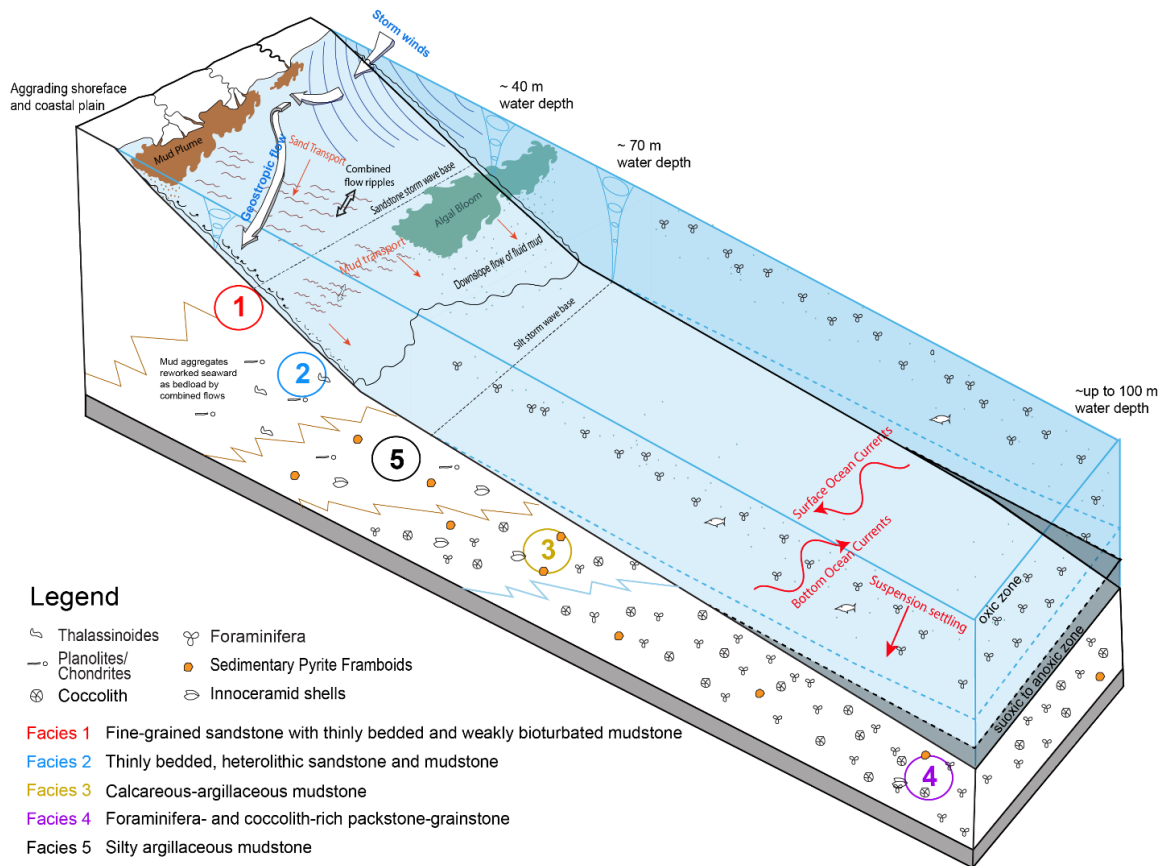 Storm winds
Aggrading shoreface
and coastal plain
~ 40 m
water depth
~ 70 m
water depth
~up to 100 m
water depth
Mud Plume
Geostropic flow
Sand Transport
Combined
flow ripples
Sandstone storm wave base
Algal Bloom
Mud transport
Downslope flow of fluid mud
Silt storm wave base
1
Mud aggregates
reworked seaward
as bedload by
combined flows
2
5
3
4
Surface Ocean Currents
Bottom Ocean Currents
Suspension settling
oxic zone
suoxic to anoxic zone
Legend
Thalassinoides
Foraminifera
Planolites/
Chondrites
Sedimentary Pyrite Framboids
Coccolith
Innoceramid shells
Facies 1 Fine-grained sandstone with thinly bedded and weakly bioturbated mudstone
Facies 2 Thinly bedded, heterolithic sandstone and mudstone
Facies 3 Calcareous-argillaceous mudstone
Facies 4 Foraminifera- and coccolith-rich packstone-grainstone
Facies 5 Silty argillaceous mudstone